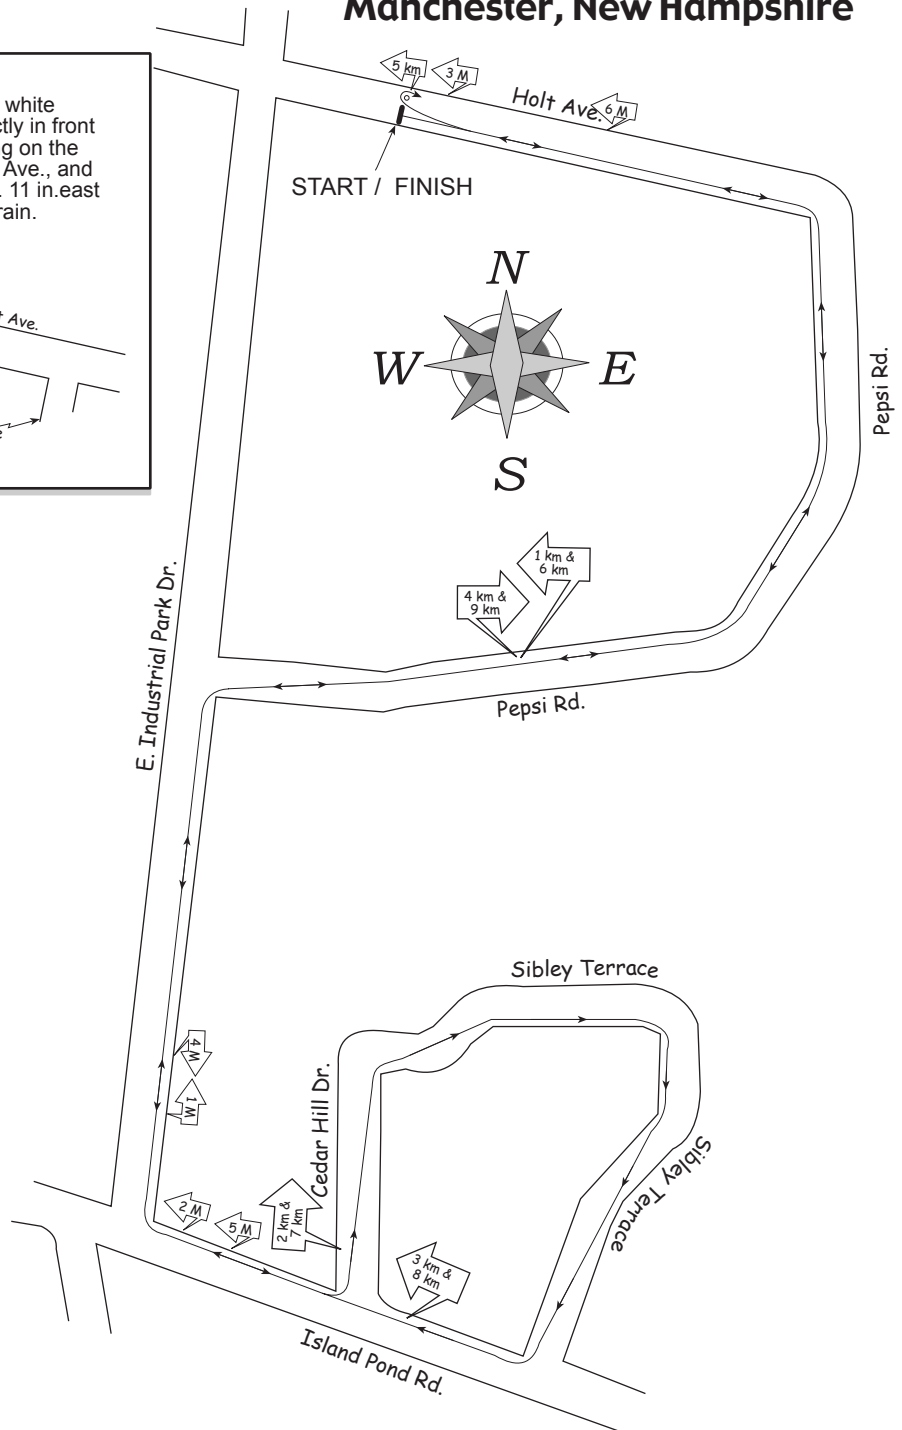 Manchester, New Hampshire
white
tly in front
g on the
Ave., and
. 11 in.east
rain.
t Ave.
e
5 km
3 M
Holt Ave.
6 M
START / FINISH
N
W
E
S
Pepsi Rd.
1 km &
6 km
4 km &
9 km
Pepsi Rd.
E. Industrial Park Dr.
Sibley Terrace
4 M
1 M
Cedar Hill Dr.
Sibley Terrace
2 M
5 M
2 km &
7 km
3 km &
8 km
Island Pond Rd.